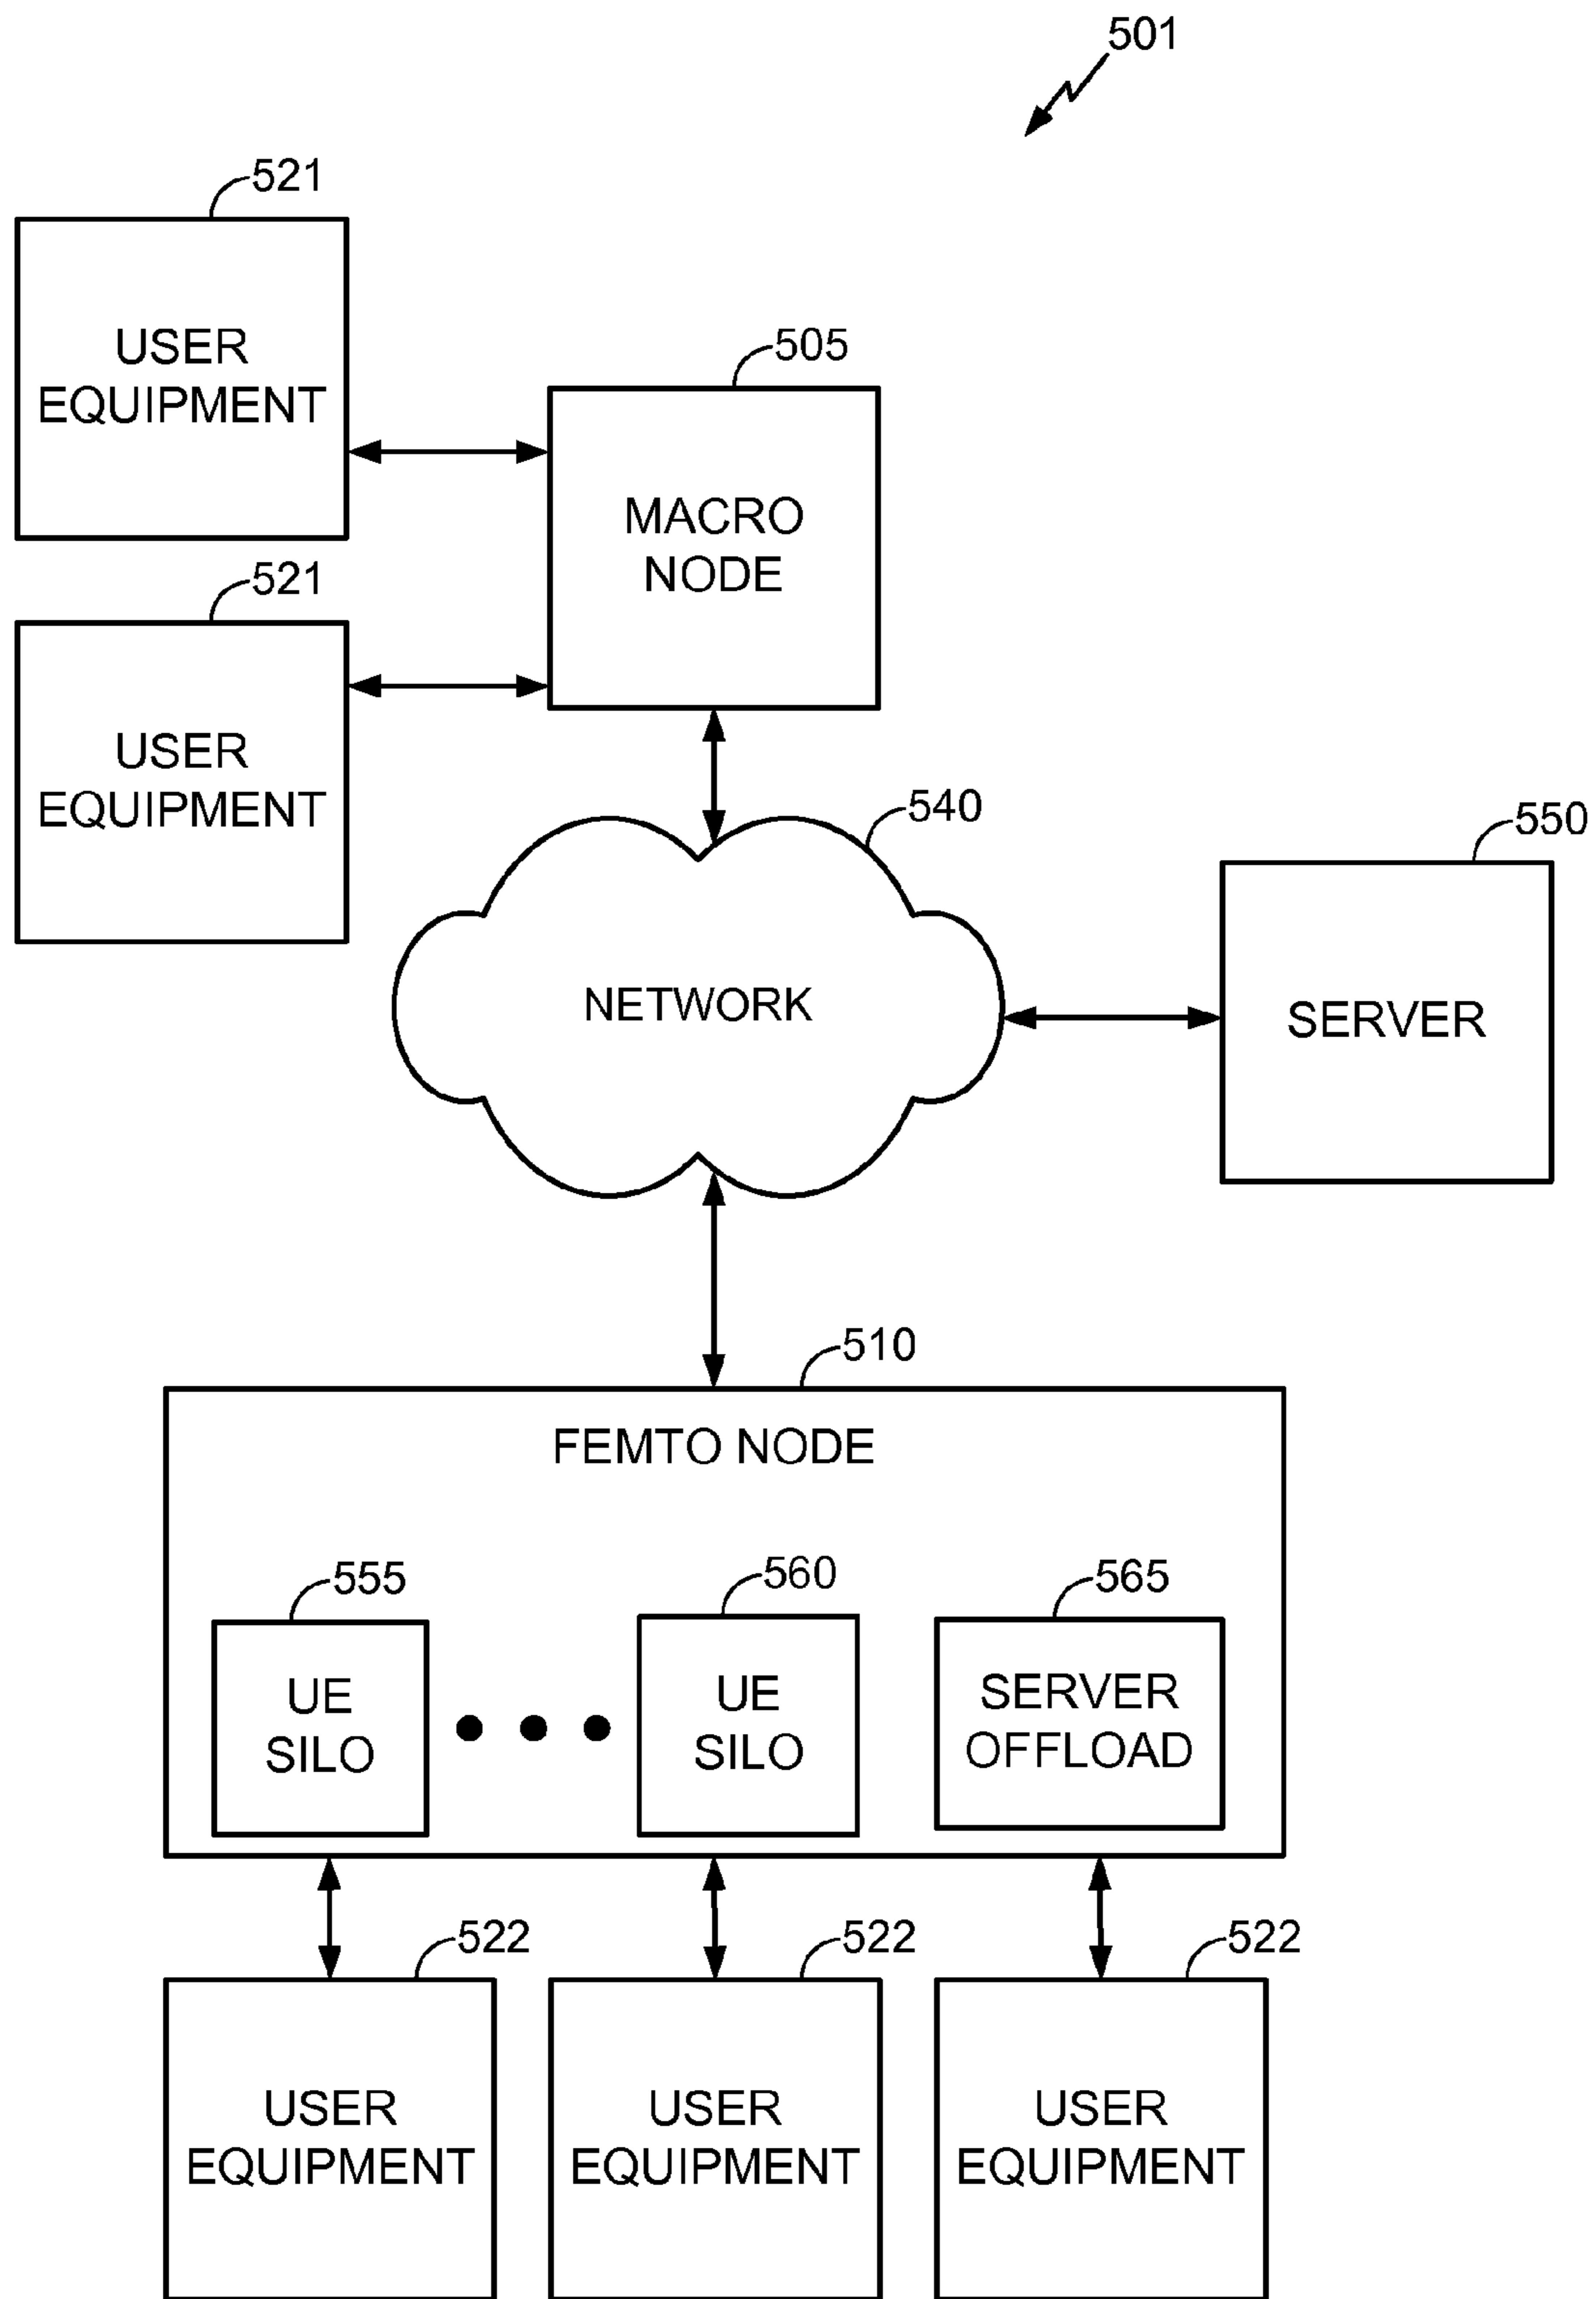 501
521
USER
EQUIPMENT
505
MACRO
NODE
521
USER
EQUIPMENT
540
NETWORK
550
SERVER
510
FEMTO NODE
555
UE
SILO
560
UE
SILO
565
SERVER
OFFLOAD
522
USER
EQUIPMENT
522
USER
EQUIPMENT
522
USER
EQUIPMENT